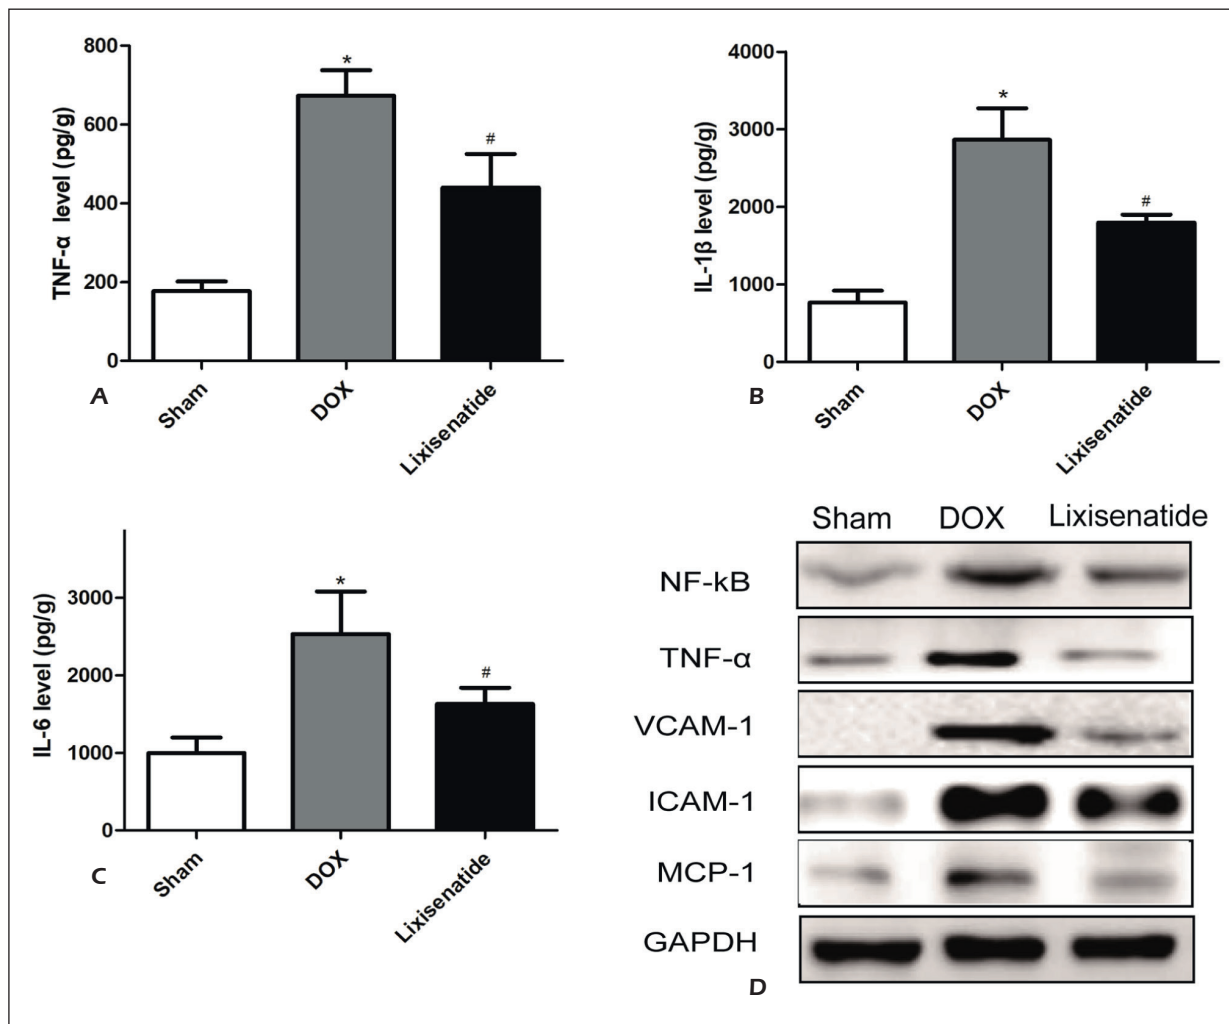 800
600
400
200
0
TNF-α level (pg/g)
*
#
Sham
DOX
Lixisenatide
A
4000
3000
2000
1000
0
IL-1β level (pg/g)
*
#
Sham
DOX
Lixisenatide
B
3000
2000
1000
0
IL-6 level (pg/g)
*
#
Sham
DOX
Lixisenatide
C
Sham DOX Lixisenatide
NF-kB
TNF-α
VCAM-1
ICAM-1
MCP-1
GAPDH
D